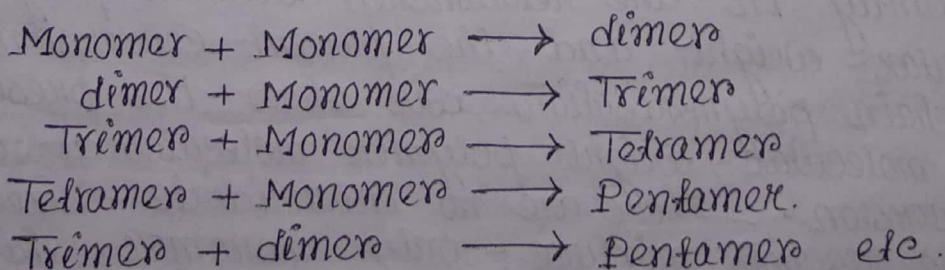 Monomer + Monomer ⟶ dimer
dimer + Monomer ⟶ Trimer
Trimer + Monomer ⟶ Tetramer
Tetramer + Monomer ⟶ Pentamer.
Trimer + dimer ⟶ Pentamer etc.